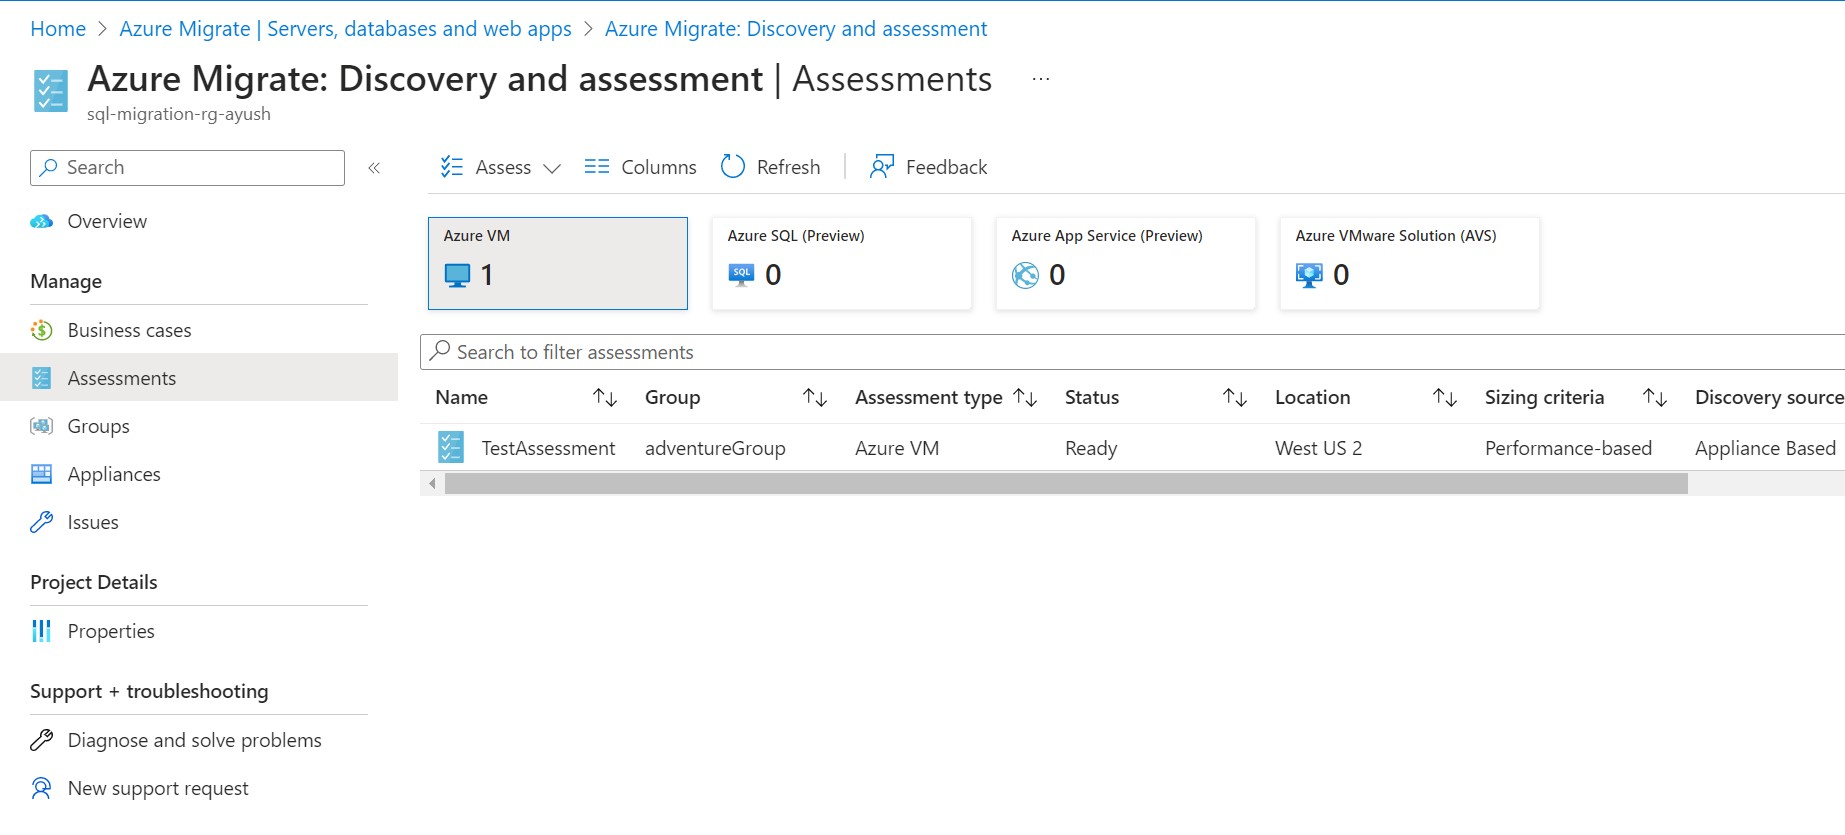 Home > Azure Migrate | Servers, databases and web apps > Azure Migrate: Discovery and assessment
Azure Migrate: Discovery and assessment | Assessments ...
sql-migration-rg-ayush
Search «
Assess Columns Refresh Feedback
Overview
Manage
Business cases
Assessments
Groups
Appliances
Issues
Project Details
Properties
Support + troubleshooting
Diagnose and solve problems
New support request
Azure VM
1
Azure SQL (Preview)
SQL 0
Azure App Service (Preview)
0
Azure VMware Solution (AVS)
0
Search to filter assessments
Name Group Assessment type Status Location Sizing criteria Discovery source
TestAssessment adventureGroup Azure VM Ready West US 2 Performance-based Appliance Based